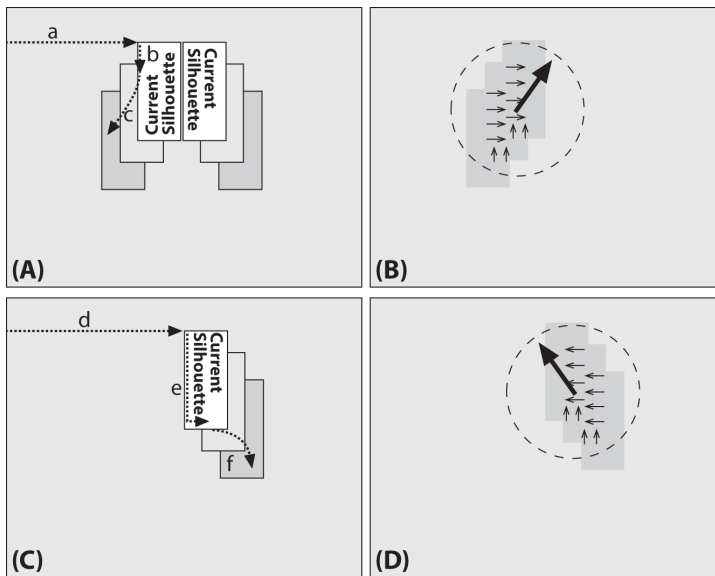 a
b
c
Current
Silhouette
Current
Silhouette
(A)
(B)
d
e
f
Current
Silhouette
(C)
(D)